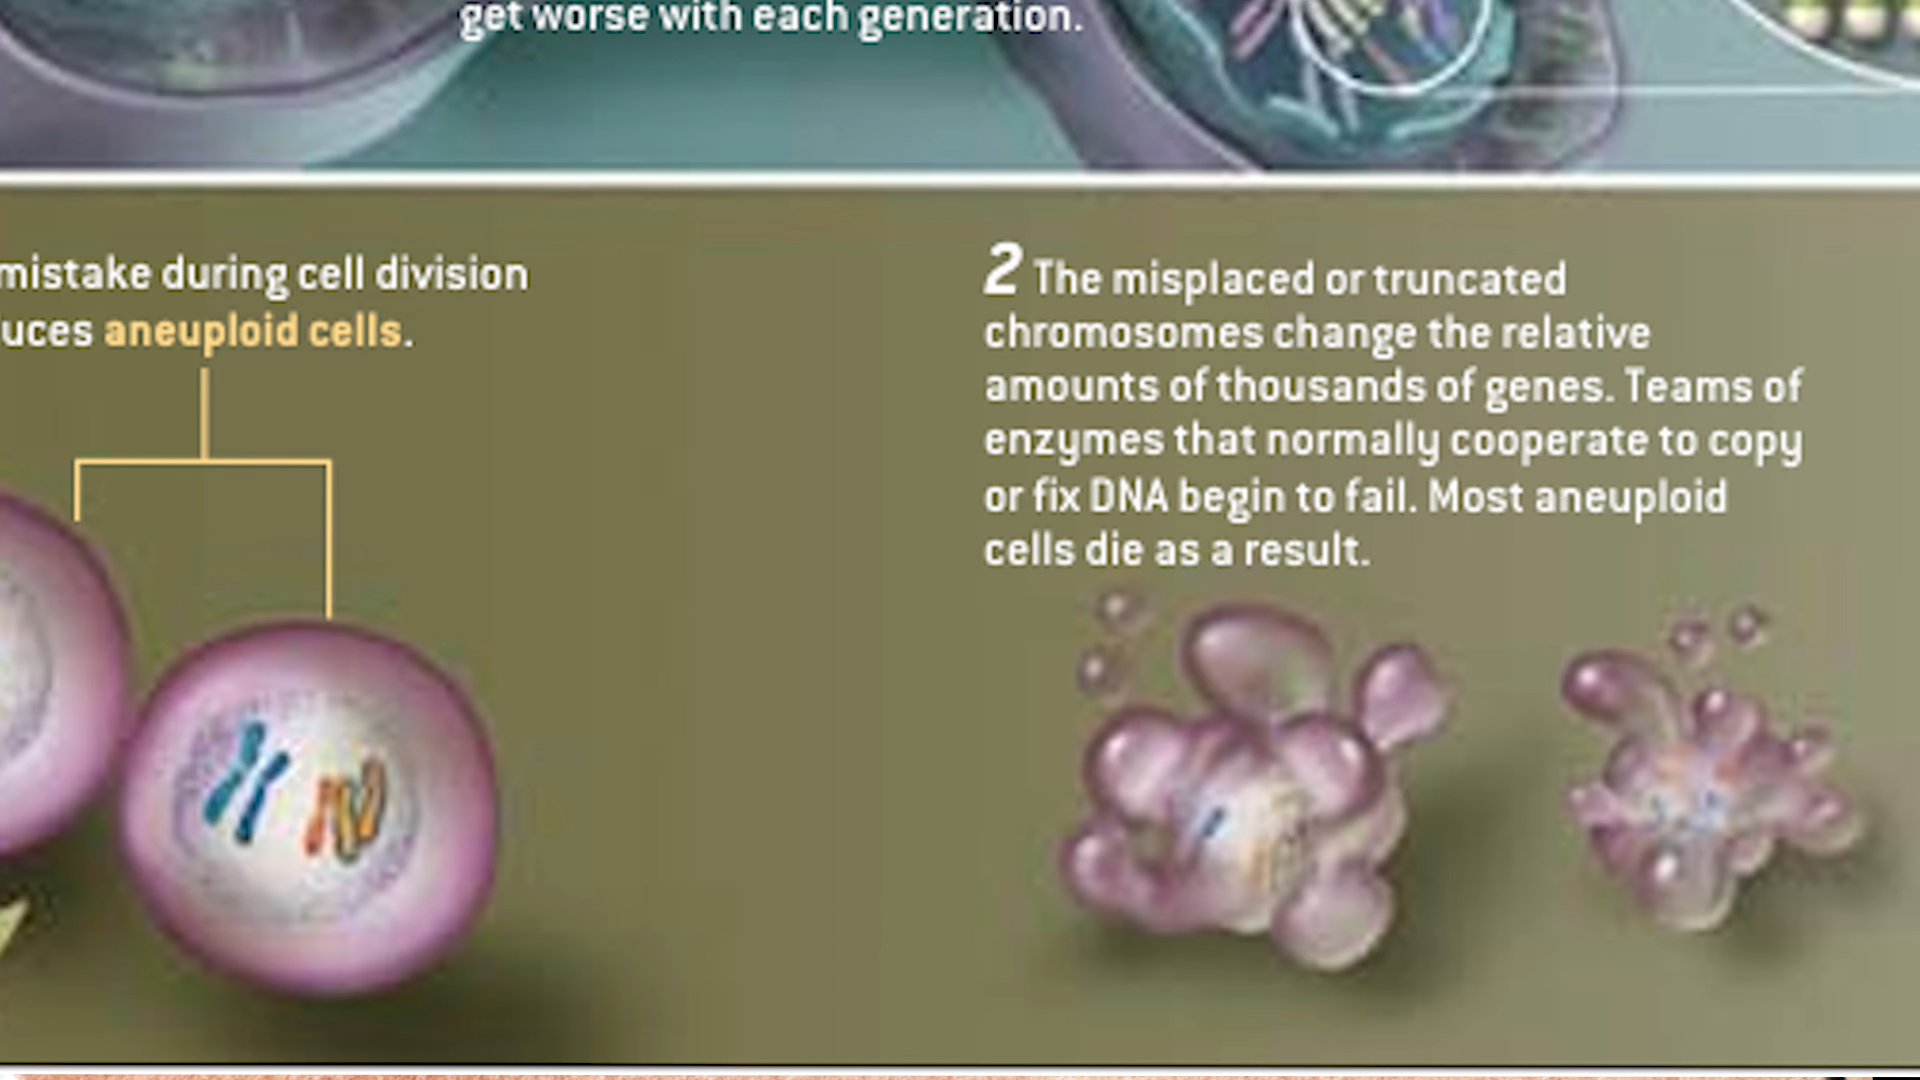 get worse with each generation.
mistake during cell division
uces aneuploid cells.
2 The misplaced or truncated
chromosomes change the relative
amounts of thousands of genes. Teams of
enzymes that normally cooperate to copy
or fix DNA begin to fail. Most aneuploid
cells die as a result.